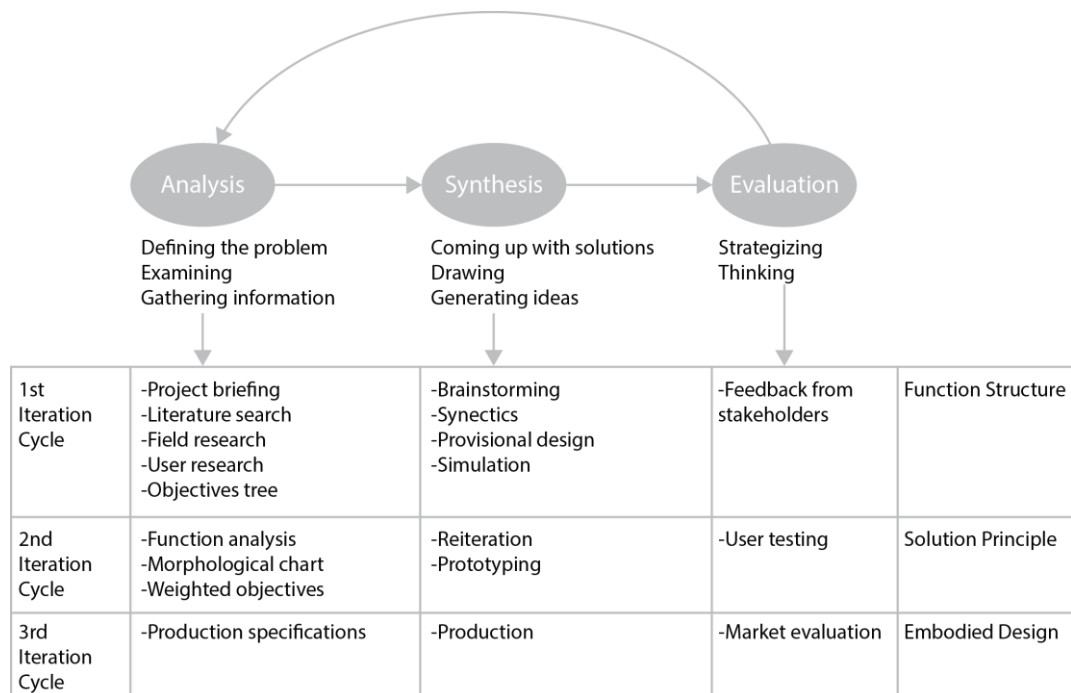 Analysis
Synthesis
Evaluation
Defining the problem
Examining
Gathering information
Coming up with solutions
Drawing
Generating ideas
Strategizing
Thinking
1st
Iteration
Cycle
-Project briefing
-Literature search
-Field research
-User research
-Objectives tree
-Brainstorming
-Synectics
-Provisional design
-Simulation
-Feedback from
stakeholders
Function Structure
2nd
Iteration
Cycle
-Function analysis
-Morphological chart
-Weighted objectives
-Reiteration
-Prototyping
-User testing
Solution Principle
3rd
Iteration
Cycle
-Production specifications
-Production
-Market evaluation
Embodied Design